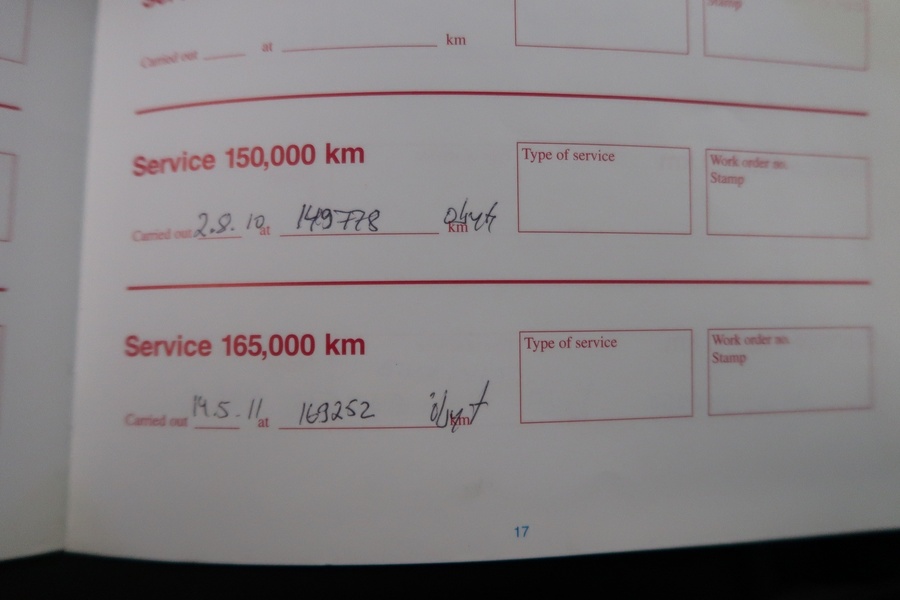 Carried out at km
Stamp
Service 150,000 km
Type of service
Work order no.
Stamp
Carried out 2.8. 10 at 149778 km
Service 165,000 km
Type of service
Work order no.
Stamp
Carried out 14.5. 11 at 163252 km
17